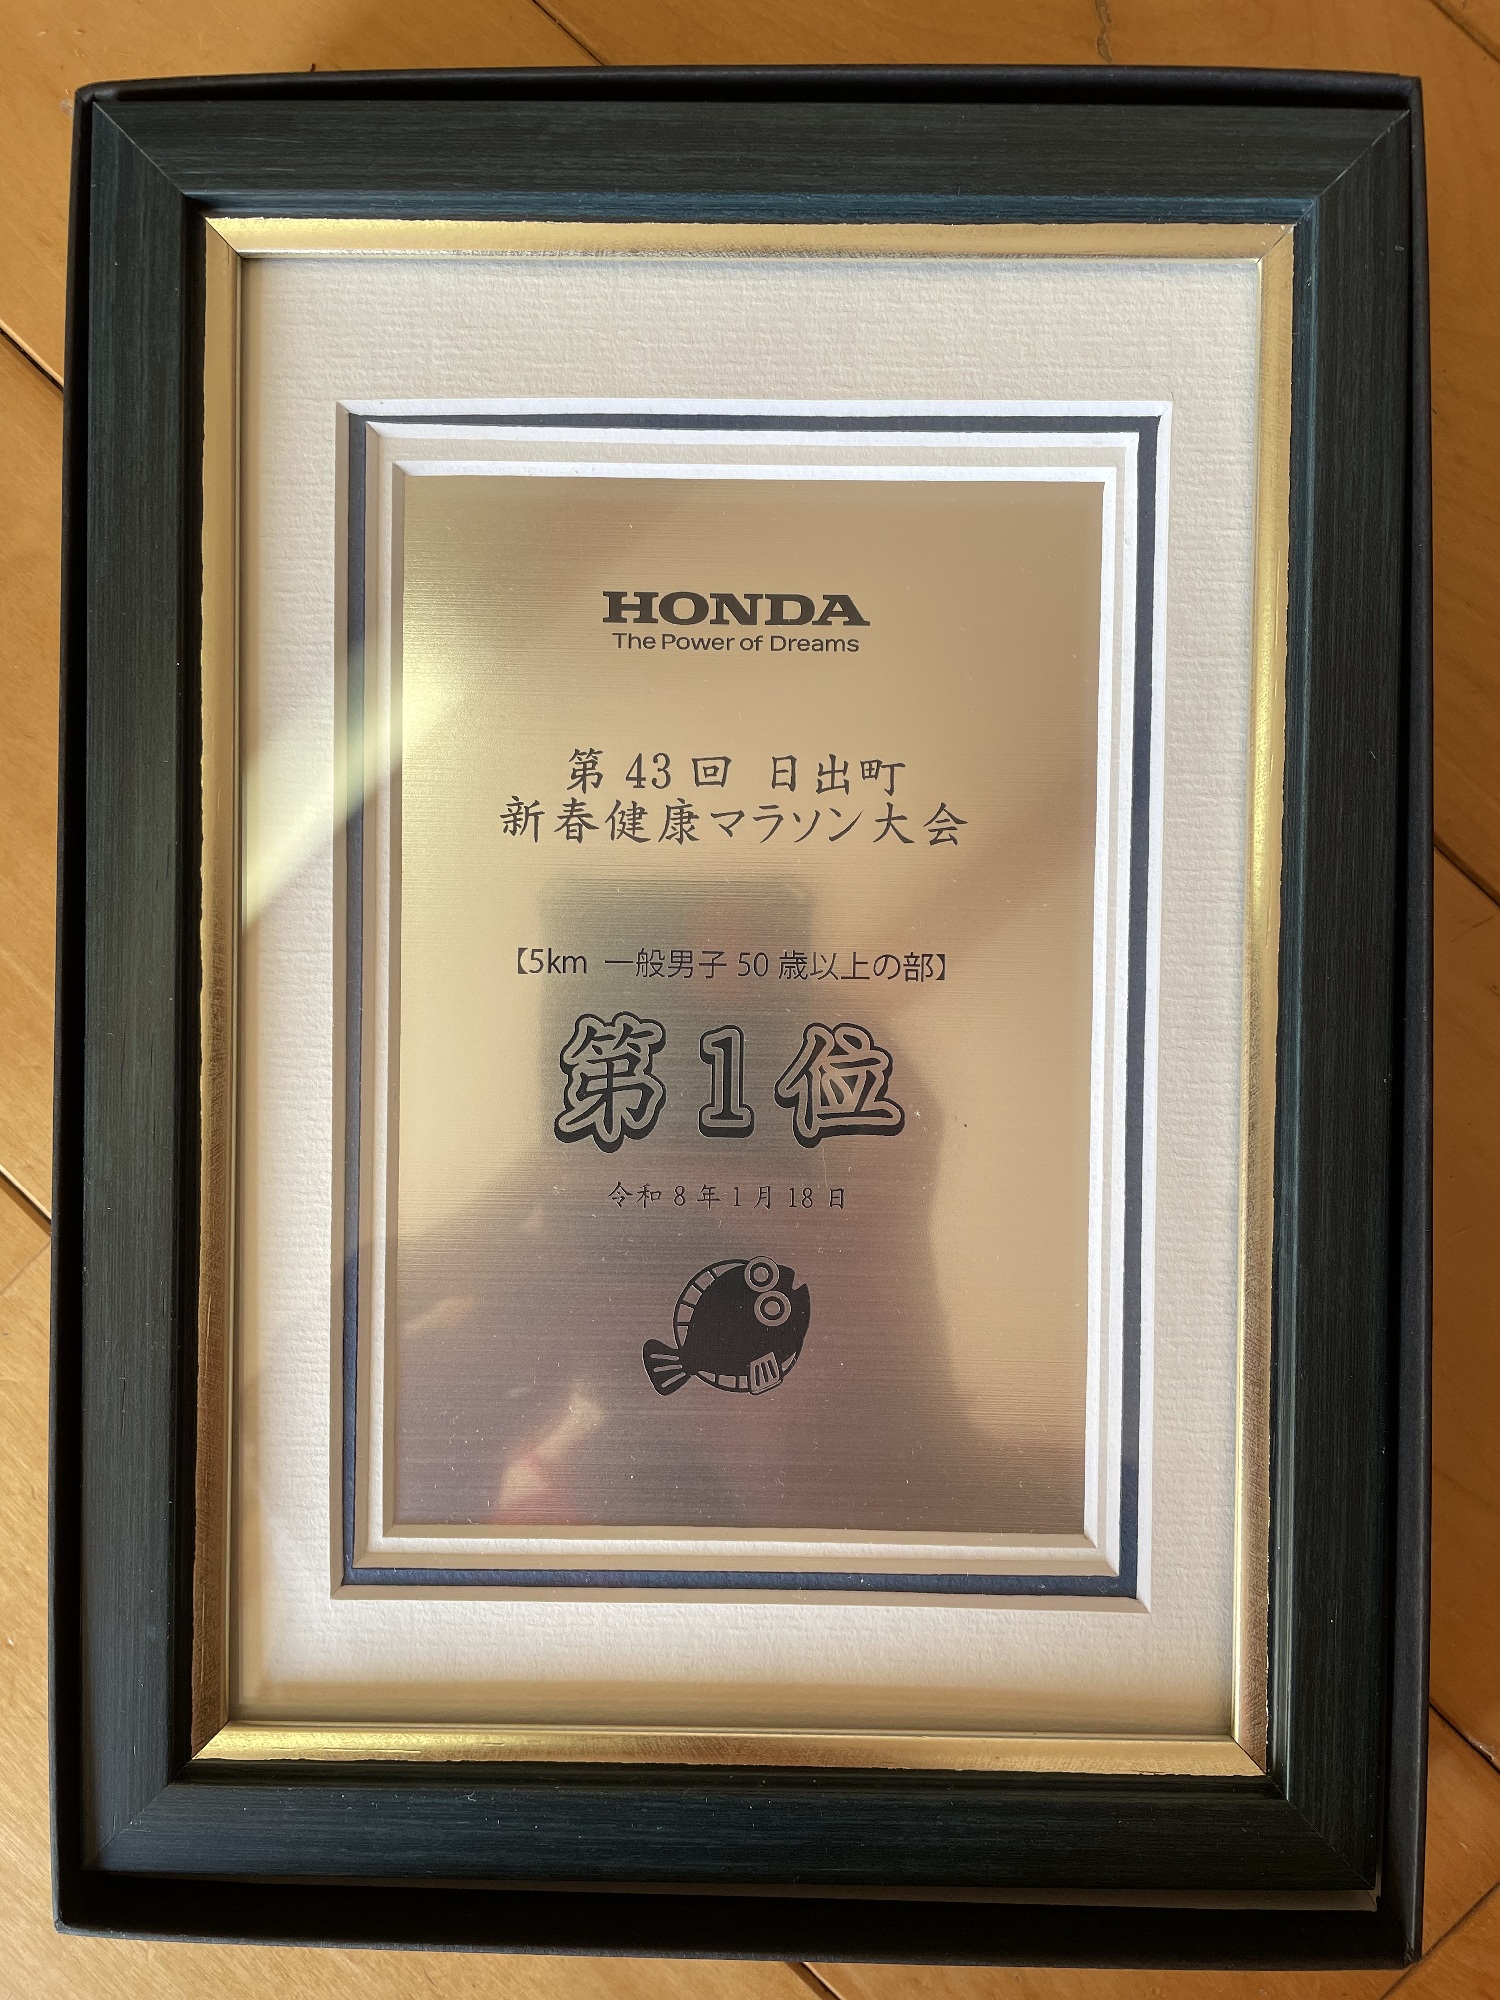 HONDA
The Power of Dreams
第 43 回 日出町
新春健康マラソン大会
【5km 一般男子 50 歳以上の部】
第 1 位
令和 8 年 1 月 18 日